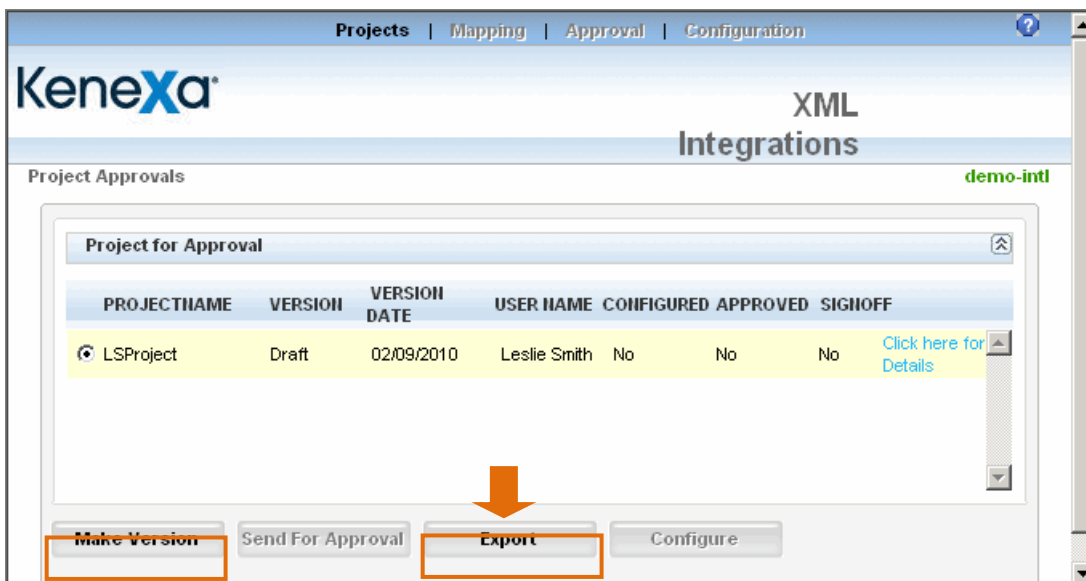 Projects | Mapping | Approval | Configuration
?
Kenexa
XML
Integrations
Project Approvals
demo-intl
Project for Approval
PROJECTNAME VERSION VERSION DATE USER NAME CONFIGURED APPROVED SIGNOFF
LSProject Draft 02/09/2010 Leslie Smith No No No Click here for
Details
Make Version Send For Approval Export Configure